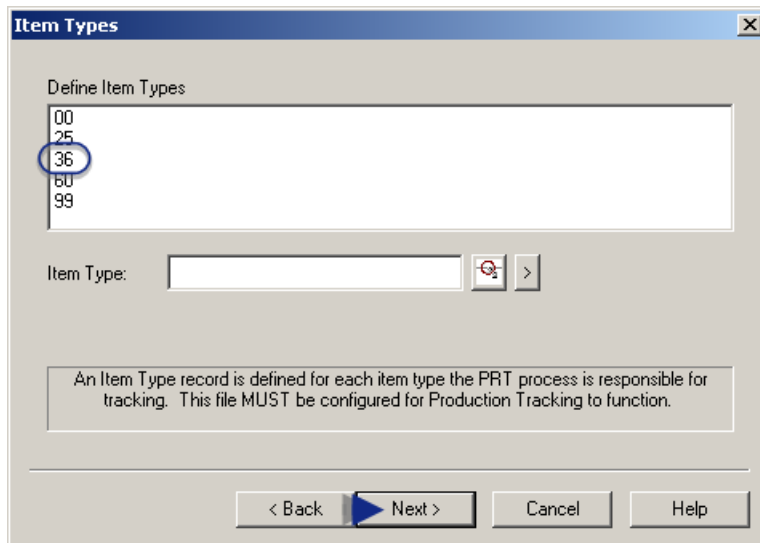 Item Types
Define Item Types
00
25
36
60
99
Item Type:
>
An Item Type record is defined for each item type the PRT process is responsible for
tracking. This file MUST be configured for Production Tracking to function.
< Back Next > Cancel Help